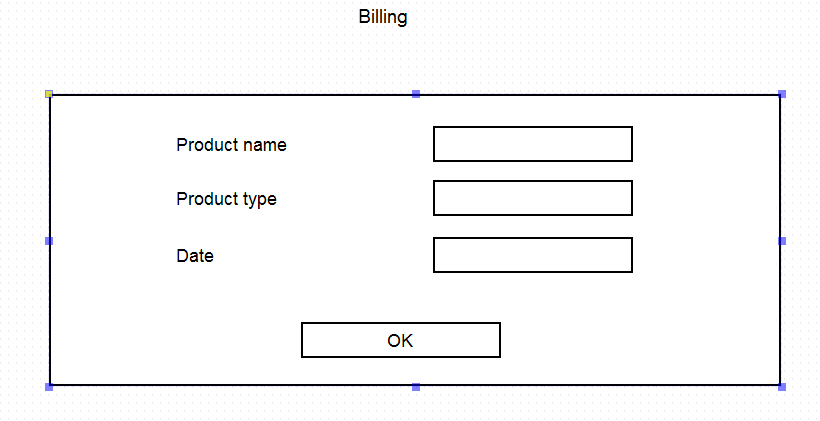 Billing
Product name
Product type
Date
OK